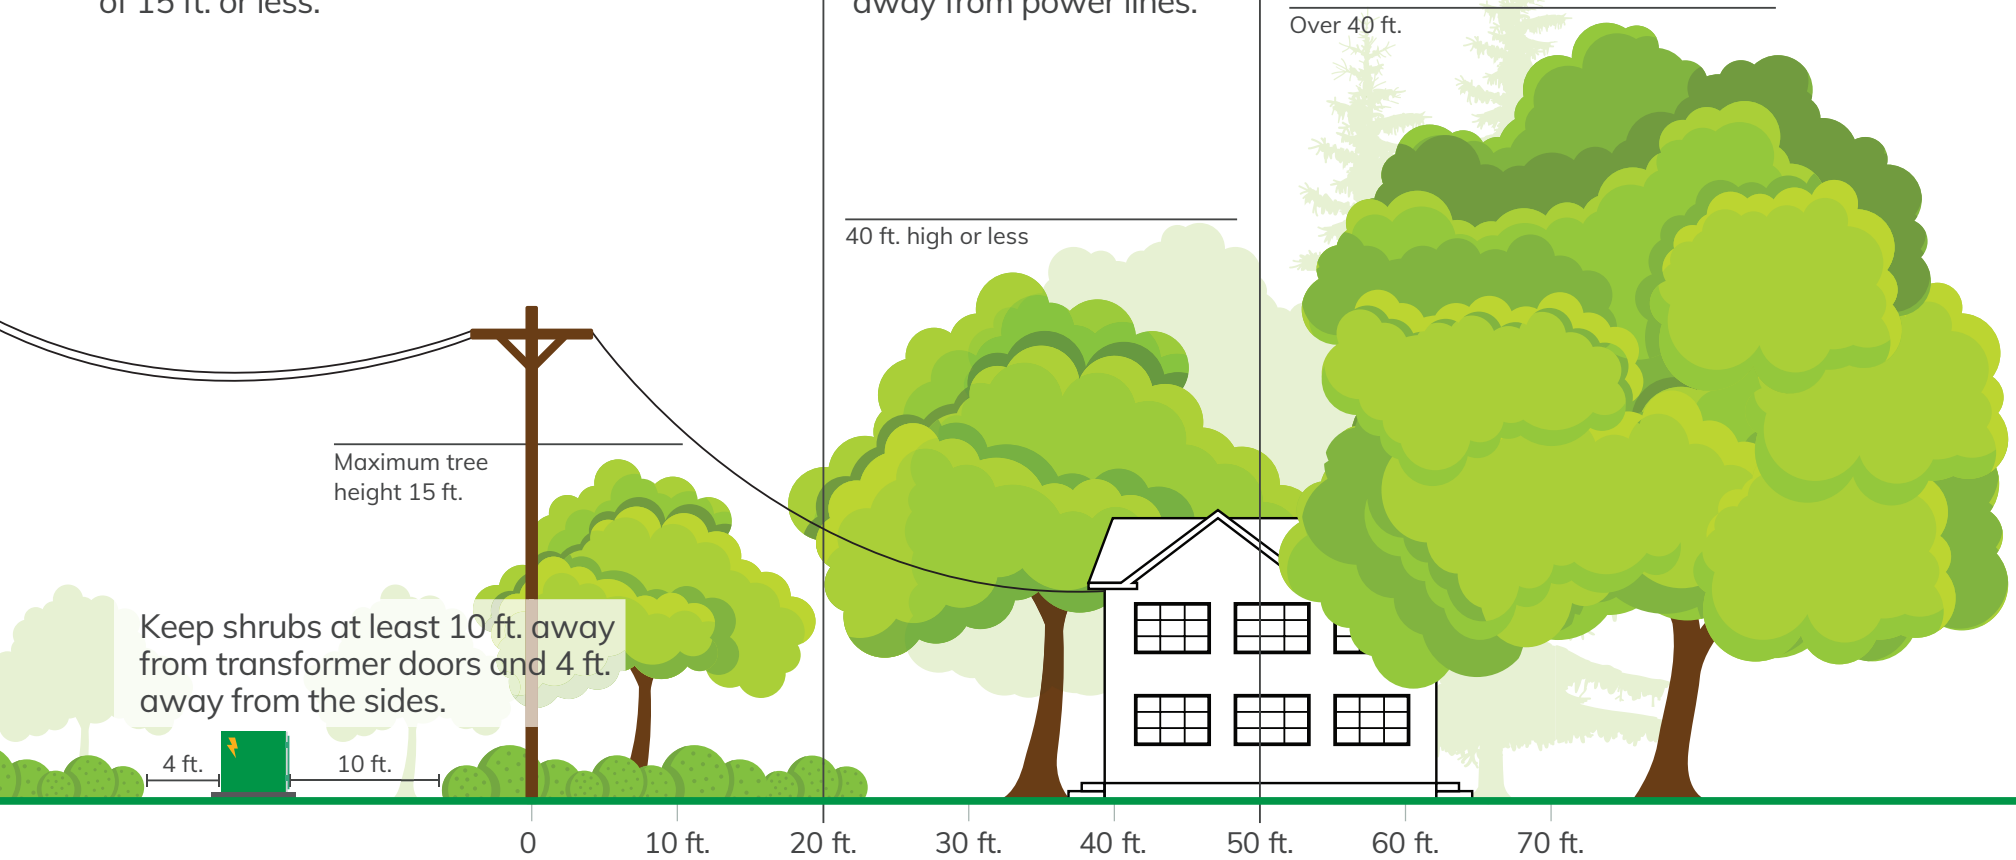 of 15 ft. or less.
away from power lines.
Over 40 ft.
40 ft. high or less
Maximum tree
height 15 ft.
Keep shrubs at least 10 ft. away
from transformer doors and 4 ft.
away from the sides.
4 ft.
10 ft.
0
10 ft.
20 ft.
30 ft.
40 ft.
50 ft.
60 ft.
70 ft.